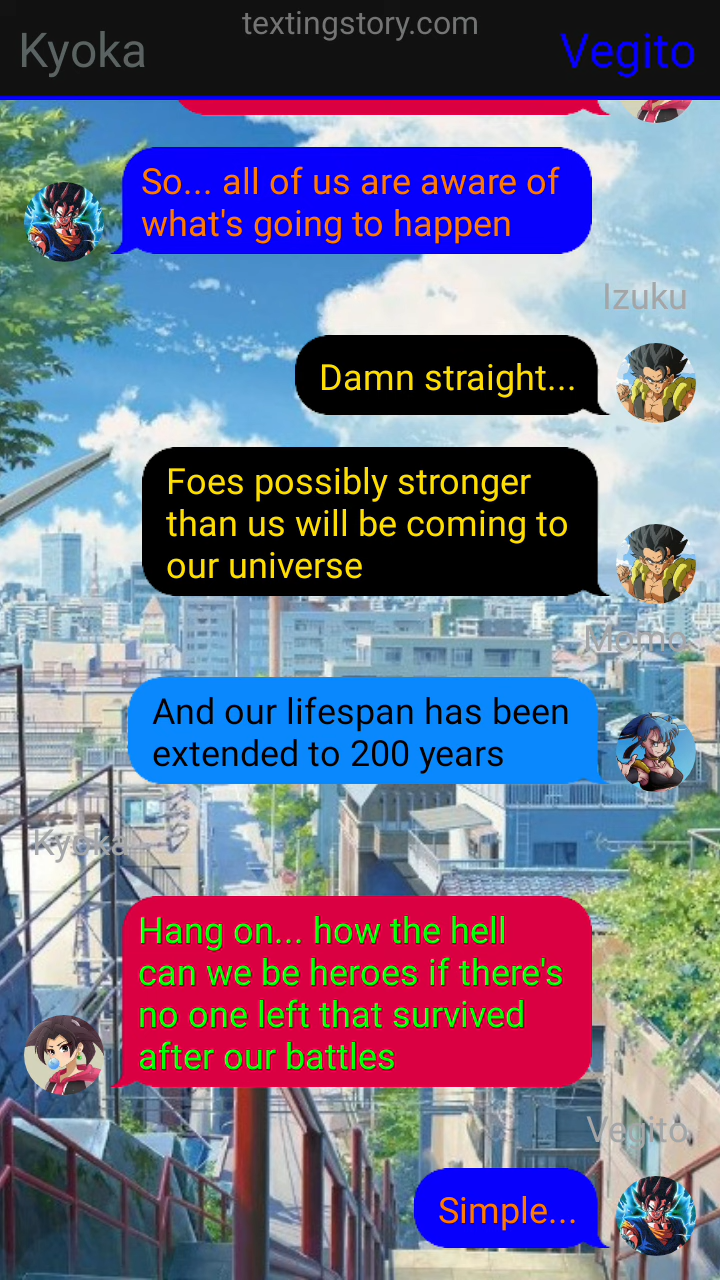 textingstory.com
Kyoka
Vegito
So... all of us are aware of
what's going to happen
Izuku
Damn straight...
Foes possibly stronger
than us will be coming to
our universe
Momo
And our lifespan has been
extended to 200 years
Kyoka
Hang on... how the hell
can we be heroes if there's
no one left that survived
after our battles
Vegito
Simple...